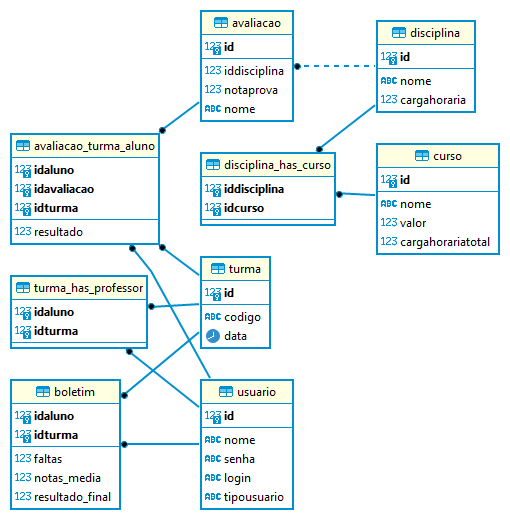 avaliacao
123 id
123 iddisciplina
123 notaprova
ABC nome
disciplina
123 id
ABC nome
123 cargahoraria
avaliacao_turma_aluno
123 idaluno
123 idavaliacao
123 idturma
123 resultado
disciplina_has_curso
123 iddisciplina
123 idcurso
curso
123 id
ABC nome
123 valor
123 cargahorariatotal
turma_has_professor
123 idaluno
123 idturma
turma
123 id
ABC codigo
data
boletim
123 idaluno
123 idturma
123 faltas
123 notas_media
123 resultado_final
usuario
123 id
ABC nome
ABC senha
ABC login
ABC tipousuario